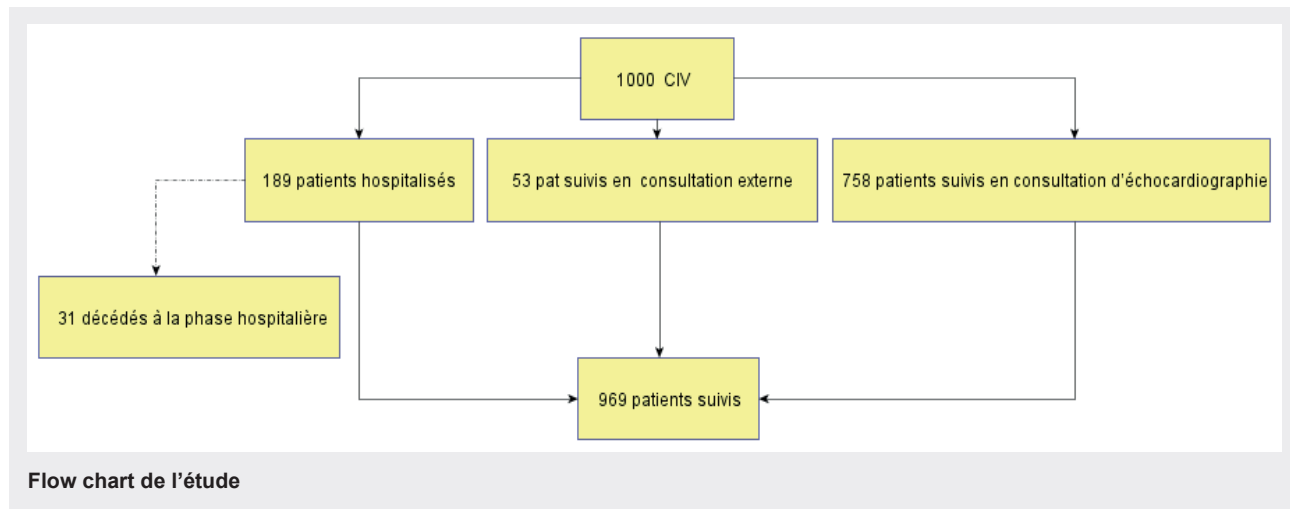 1000 CIV
189 patients hospitalisés
53 pat suivis en consultation externe
758 patients suivis en consultation d'échocardiographie
31 décédés à la phase hospitalière
969 patients suivis
Flow chart de l'étude